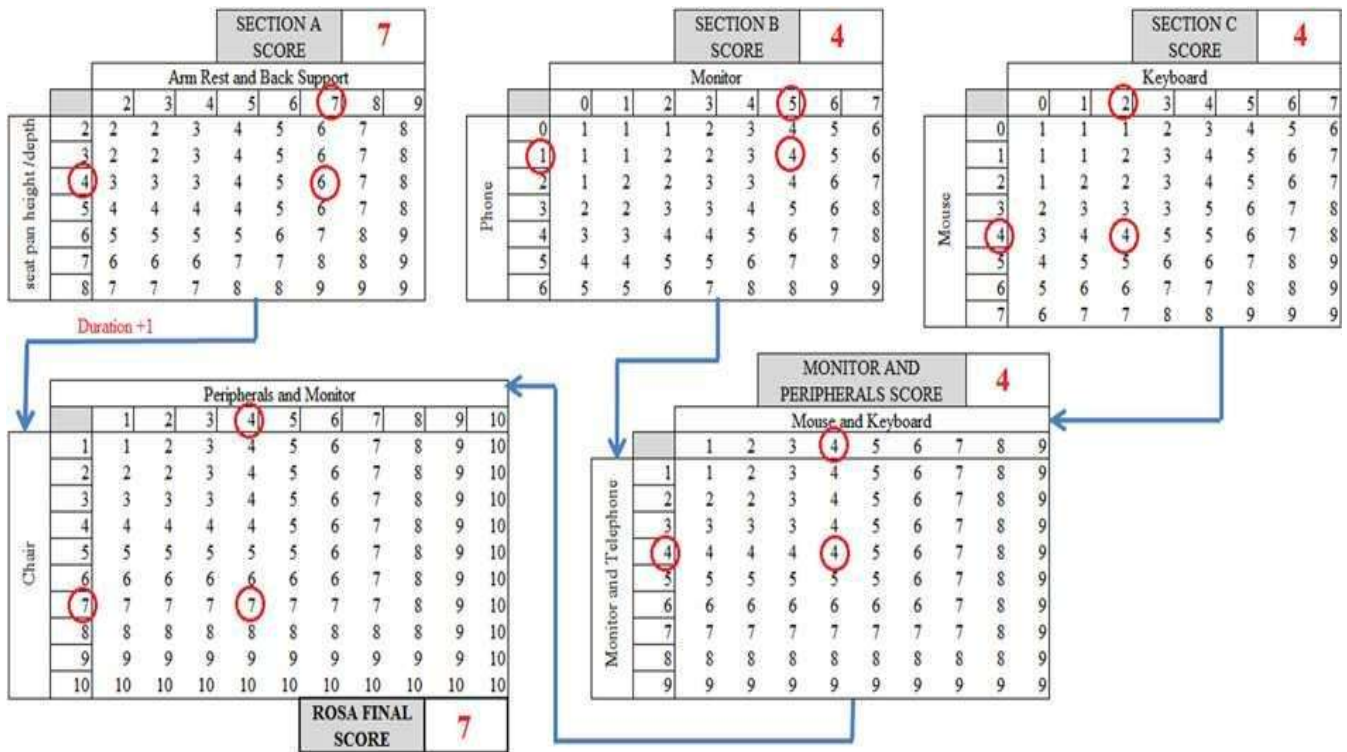 SECTION A
SCORE
7
Arm Rest and Back Support
2 3 4 5 6 7 8 9
seat pan height /depth
2 2 2 3 4 5 6 7 8
3 2 2 3 4 5 6 7 8
4 3 3 3 4 5 6 7 8
5 4 4 4 4 5 6 7 8
6 5 5 5 5 6 7 8 9
7 6 6 6 7 7 8 8 9
8 7 7 7 8 8 9 9 9
SECTION B
SCORE
4
Monitor
0 1 2 3 4 5 6 7
Phone
0 1 1 1 2 3 4 5 6
1 1 1 2 2 3 4 5 6
2 1 2 2 3 3 4 6 7
3 2 2 3 3 4 5 6 8
4 3 3 4 4 5 6 7 8
5 4 4 5 5 6 7 8 9
6 5 5 6 7 8 8 9 9
SECTION C
SCORE
4
Keyboard
0 1 2 3 4 5 6 7
Mouse
0 1 1 1 2 3 4 5 6
1 1 1 2 3 4 5 6 7
2 1 2 2 3 4 5 6 7
3 2 3 3 3 5 6 7 8
4 3 4 4 5 5 6 7 8
5 4 5 5 6 6 7 8 9
6 5 6 6 7 7 8 8 9
7 6 7 7 8 8 9 9 9
Duration +1
Peripherals and Monitor
1 2 3 4 5 6 7 8 9 10
Chair
1 1 2 3 4 5 6 7 8 9 10
2 2 2 3 4 5 6 7 8 9 10
3 3 3 3 4 5 6 7 8 9 10
4 4 4 4 4 5 6 7 8 9 10
5 5 5 5 5 5 6 7 8 9 10
6 6 6 6 6 6 6 7 8 9 10
7 7 7 7 7 7 7 7 8 9 10
8 8 8 8 8 8 8 8 8 9 10
9 9 9 9 9 9 9 9 9 9 10
10 10 10 10 10 10 10 10 10 10 10
ROSA FINAL
SCORE
7
MONITOR AND
PERIPHERALS SCORE
4
Mouse and Keyboard
1 2 3 4 5 6 7 8 9
Monitor and Telephone
1 1 2 3 4 5 6 7 8 9
2 2 2 3 4 5 6 7 8 9
3 3 3 3 4 5 6 7 8 9
4 4 4 4 4 5 6 7 8 9
5 5 5 5 5 5 6 7 8 9
6 6 6 6 6 6 6 7 8 9
7 7 7 7 7 7 7 7 8 9
8 8 8 8 8 8 8 8 8 9
9 9 9 9 9 9 9 9 9 9